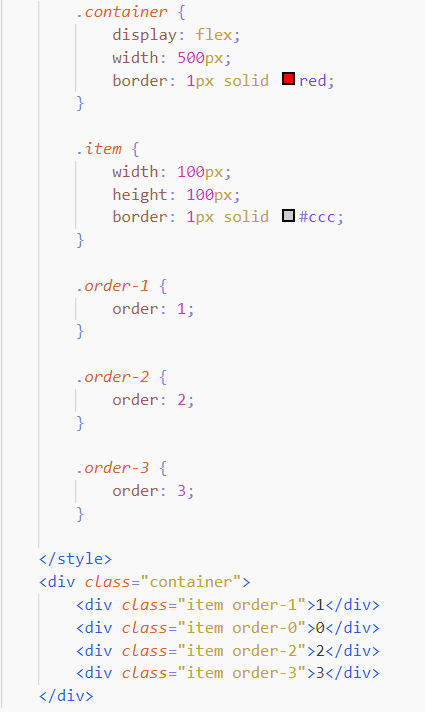 .container {
display: flex;
width: 500px;
border: 1px solid red;
}
.item {
width: 100px;
height: 100px;
border: 1px solid #ccc;
}
.order-1 {
order: 1;
}
.order-2 {
order: 2;
}
.order-3 {
order: 3;
}
</style>
<div class="container">
<div class="item order-1">1</div>
<div class="item order-0">0</div>
<div class="item order-2">2</div>
<div class="item order-3">3</div>
</div>